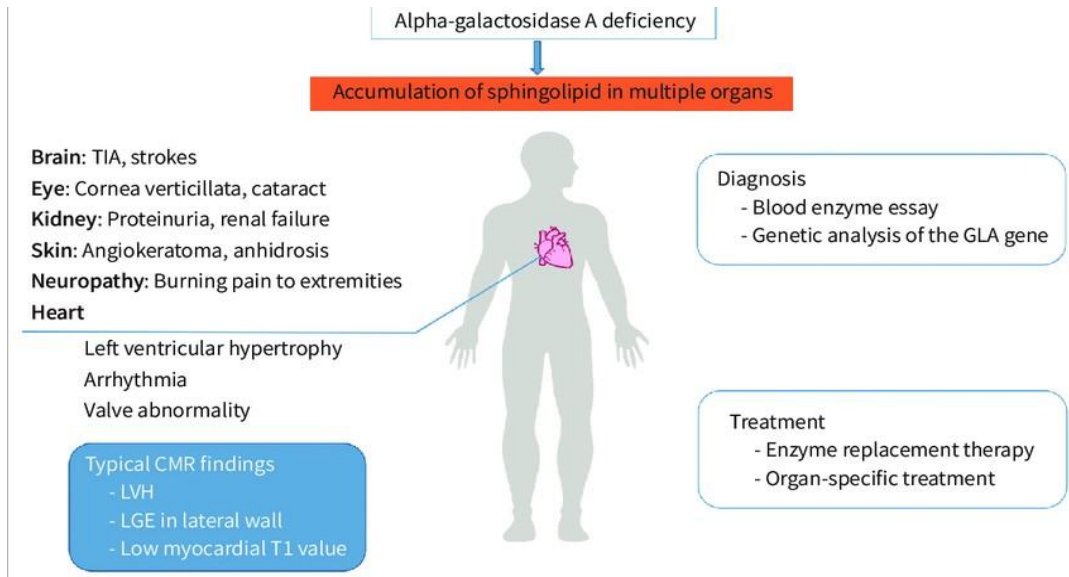 Alpha-galactosidase A deficiency
Accumulation of sphingolipid in multiple organs
Brain: TIA, strokes
Eye: Cornea verticillata, cataract
Kidney: Proteinuria, renal failure
Skin: Angiokeratoma, anhidrosis
Neuropathy: Burning pain to extremities
Heart
Left ventricular hypertrophy
Arrhythmia
Valve abnormality
Typical CMR findings
- LVH
- LGE in lateral wall
- Low myocardial T1 value
Diagnosis
- Blood enzyme essay
- Genetic analysis of the GLA gene
Treatment
- Enzyme replacement therapy
- Organ-specific treatment